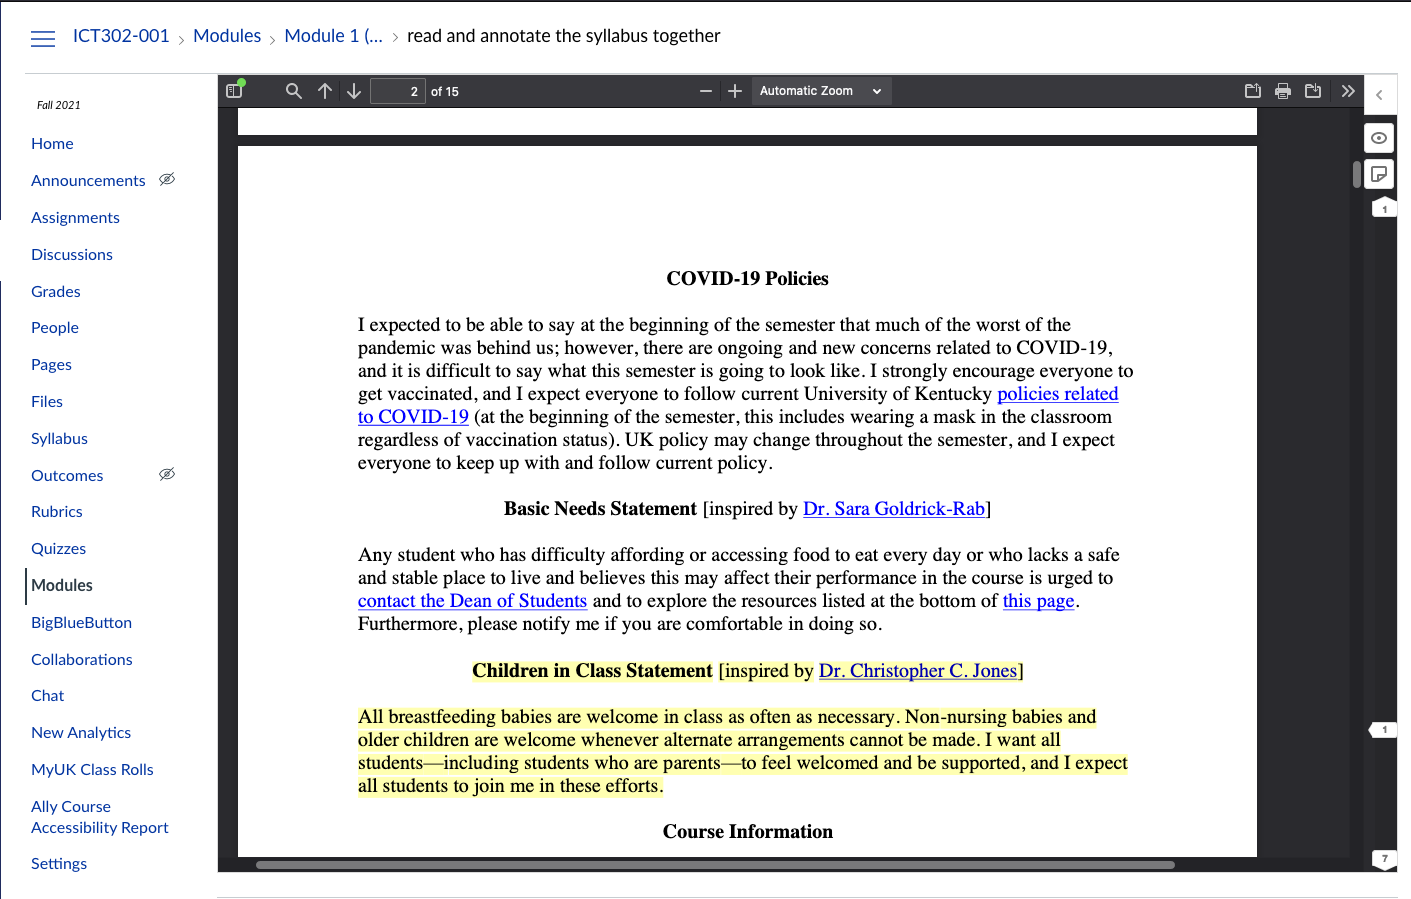 ICT302-001 > Modules > Module 1 (... > read and annotate the syllabus together
Fall 2021
Home
Announcements
Assignments
Discussions
Grades
People
Pages
Files
Syllabus
Outcomes
Rubrics
Quizzes
Modules
BigBlueButton
Collaborations
Chat
New Analytics
MyUK Class Rolls
Ally Course
Accessibility Report
Settings
2 of 15
Automatic Zoom
COVID-19 Policies
I expected to be able to say at the beginning of the semester that much of the worst of the
pandemic was behind us; however, there are ongoing and new concerns related to COVID-19,
and it is difficult to say what this semester is going to look like. I strongly encourage everyone to
get vaccinated, and I expect everyone to follow current University of Kentucky policies related
to COVID-19 (at the beginning of the semester, this includes wearing a mask in the classroom
regardless of vaccination status). UK policy may change throughout the semester, and I expect
everyone to keep up with and follow current policy.
Basic Needs Statement [inspired by Dr. Sara Goldrick-Rab]
Any student who has difficulty affording or accessing food to eat every day or who lacks a safe
and stable place to live and believes this may affect their performance in the course is urged to
contact the Dean of Students and to explore the resources listed at the bottom of this page.
Furthermore, please notify me if you are comfortable in doing so.
Children in Class Statement [inspired by Dr. Christopher C. Jones]
All breastfeeding babies are welcome in class as often as necessary. Non-nursing babies and
older children are welcome whenever alternate arrangements cannot be made. I want all
students—including students who are parents—to feel welcomed and be supported, and I expect
all students to join me in these efforts.
Course Information
1
1
7